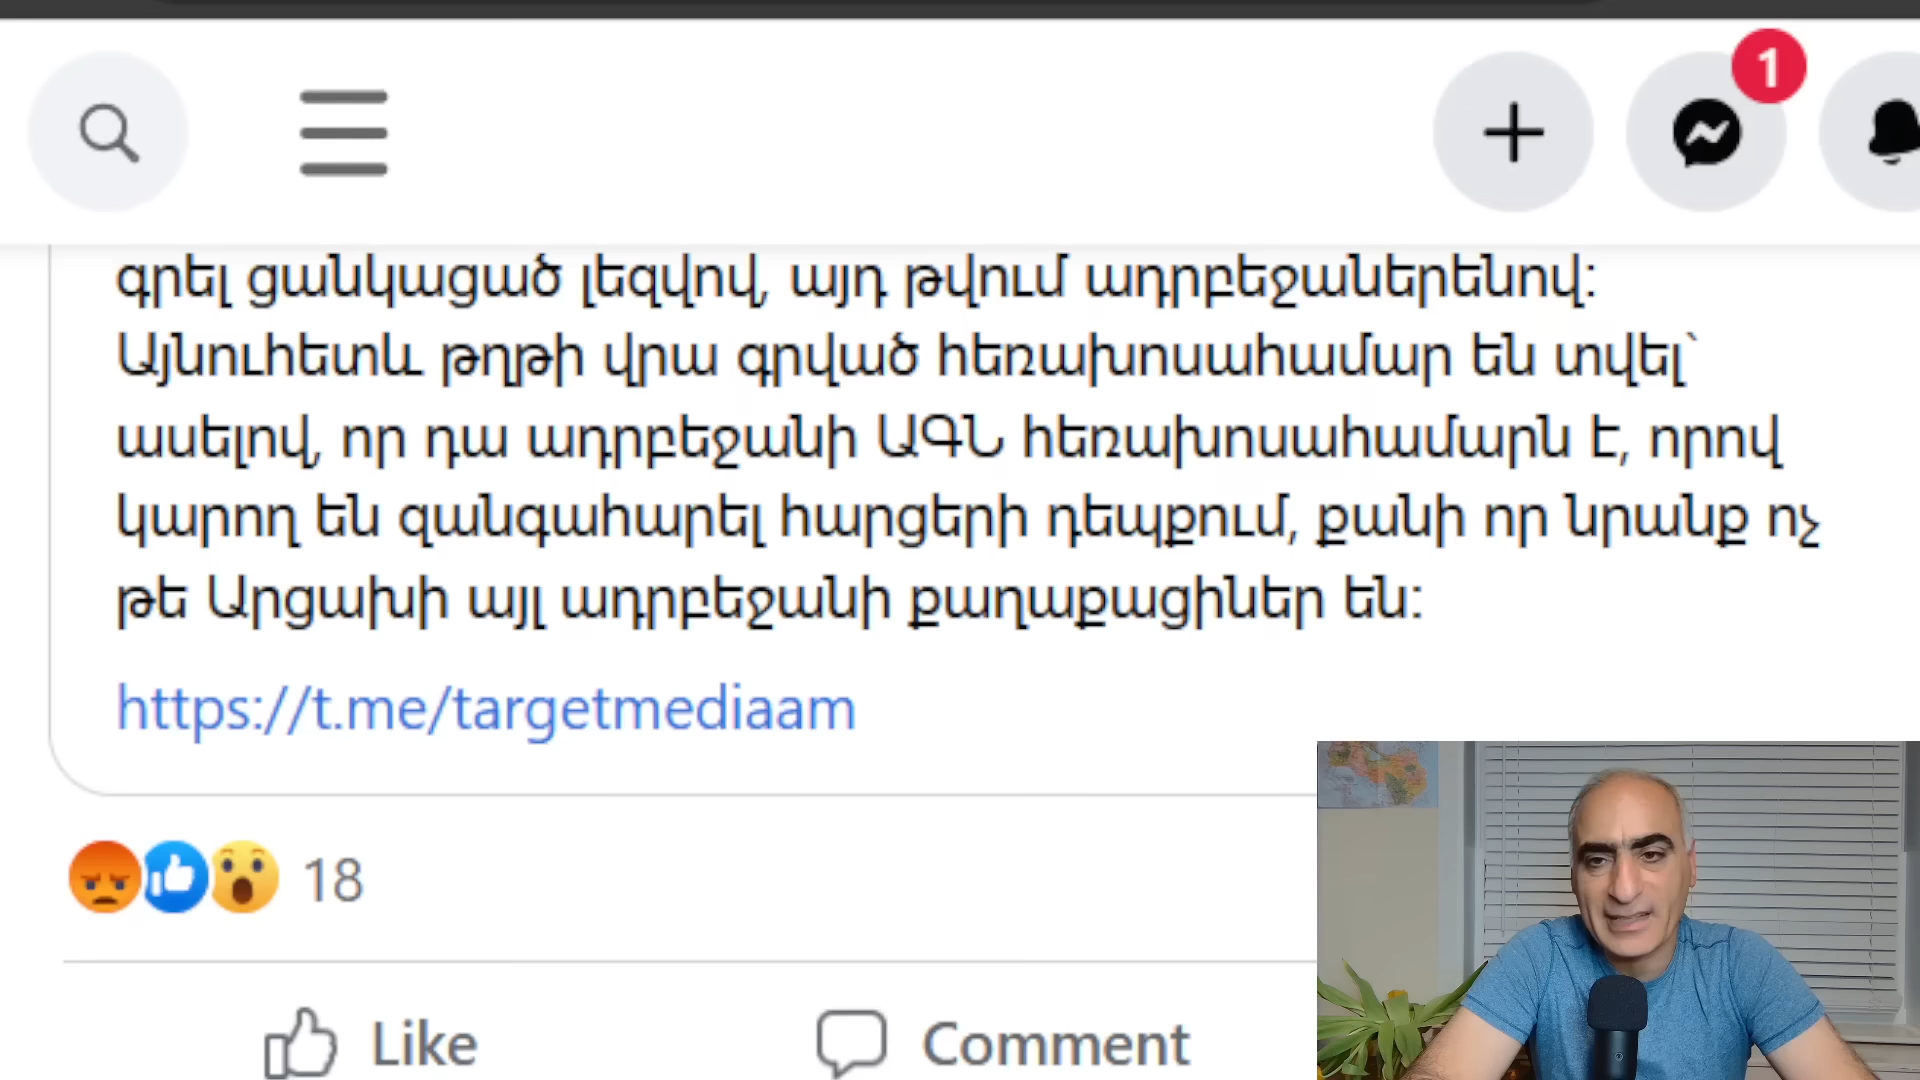 1
գրել ցանկացած լեզվով, այդ թվում ադրբեջաներենով:
Այնուհետև թղթի վրա գրված հեռախոսահամար են տվել՝
ասելով, որ դա ադրբեջանի ԱԳՆ հեռախոսահամարն է, որով
կարող են զանգահարել հարցերի դեպքում, քանի որ նրանք ոչ
թե Արցախի այլ ադրբեջանի քաղաքացիներ են:
https://t.me/targetmediaam
18
Like
Comment